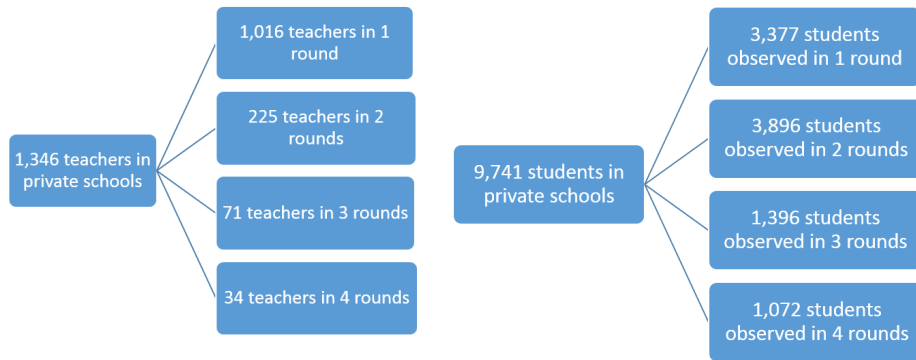 1,346 teachers in
private schools
1,016 teachers in 1
round
225 teachers in 2
rounds
71 teachers in 3 rounds
34 teachers in 4 rounds
9,741 students in
private schools
3,377 students
observed in 1 round
3,896 students
observed in 2 rounds
1,396 students
observed in 3 rounds
1,072 students
observed in 4 rounds